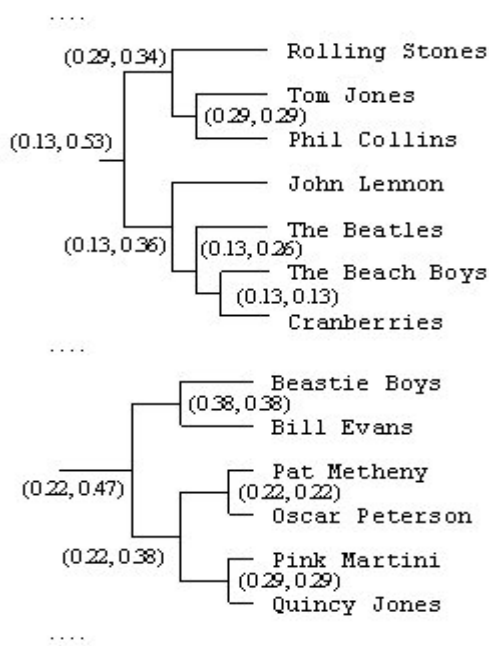 ....
(0.29, 0.34)
Rolling Stones
Tom Jones
(0.29, 0.29)
Phil Collins
(0.13, 0.53)
John Lennon
The Beatles
(0.13, 0.36)
(0.13, 0.26)
The Beach Boys
(0.13, 0.13)
Cranberries
....
Beastie Boys
(0.38, 0.38)
Bill Evans
Pat Metheny
(0.22, 0.47)
(0.22, 0.22)
Oscar Peterson
(0.22, 0.38)
Pink Martini
(0.29, 0.29)
Quincy Jones
....